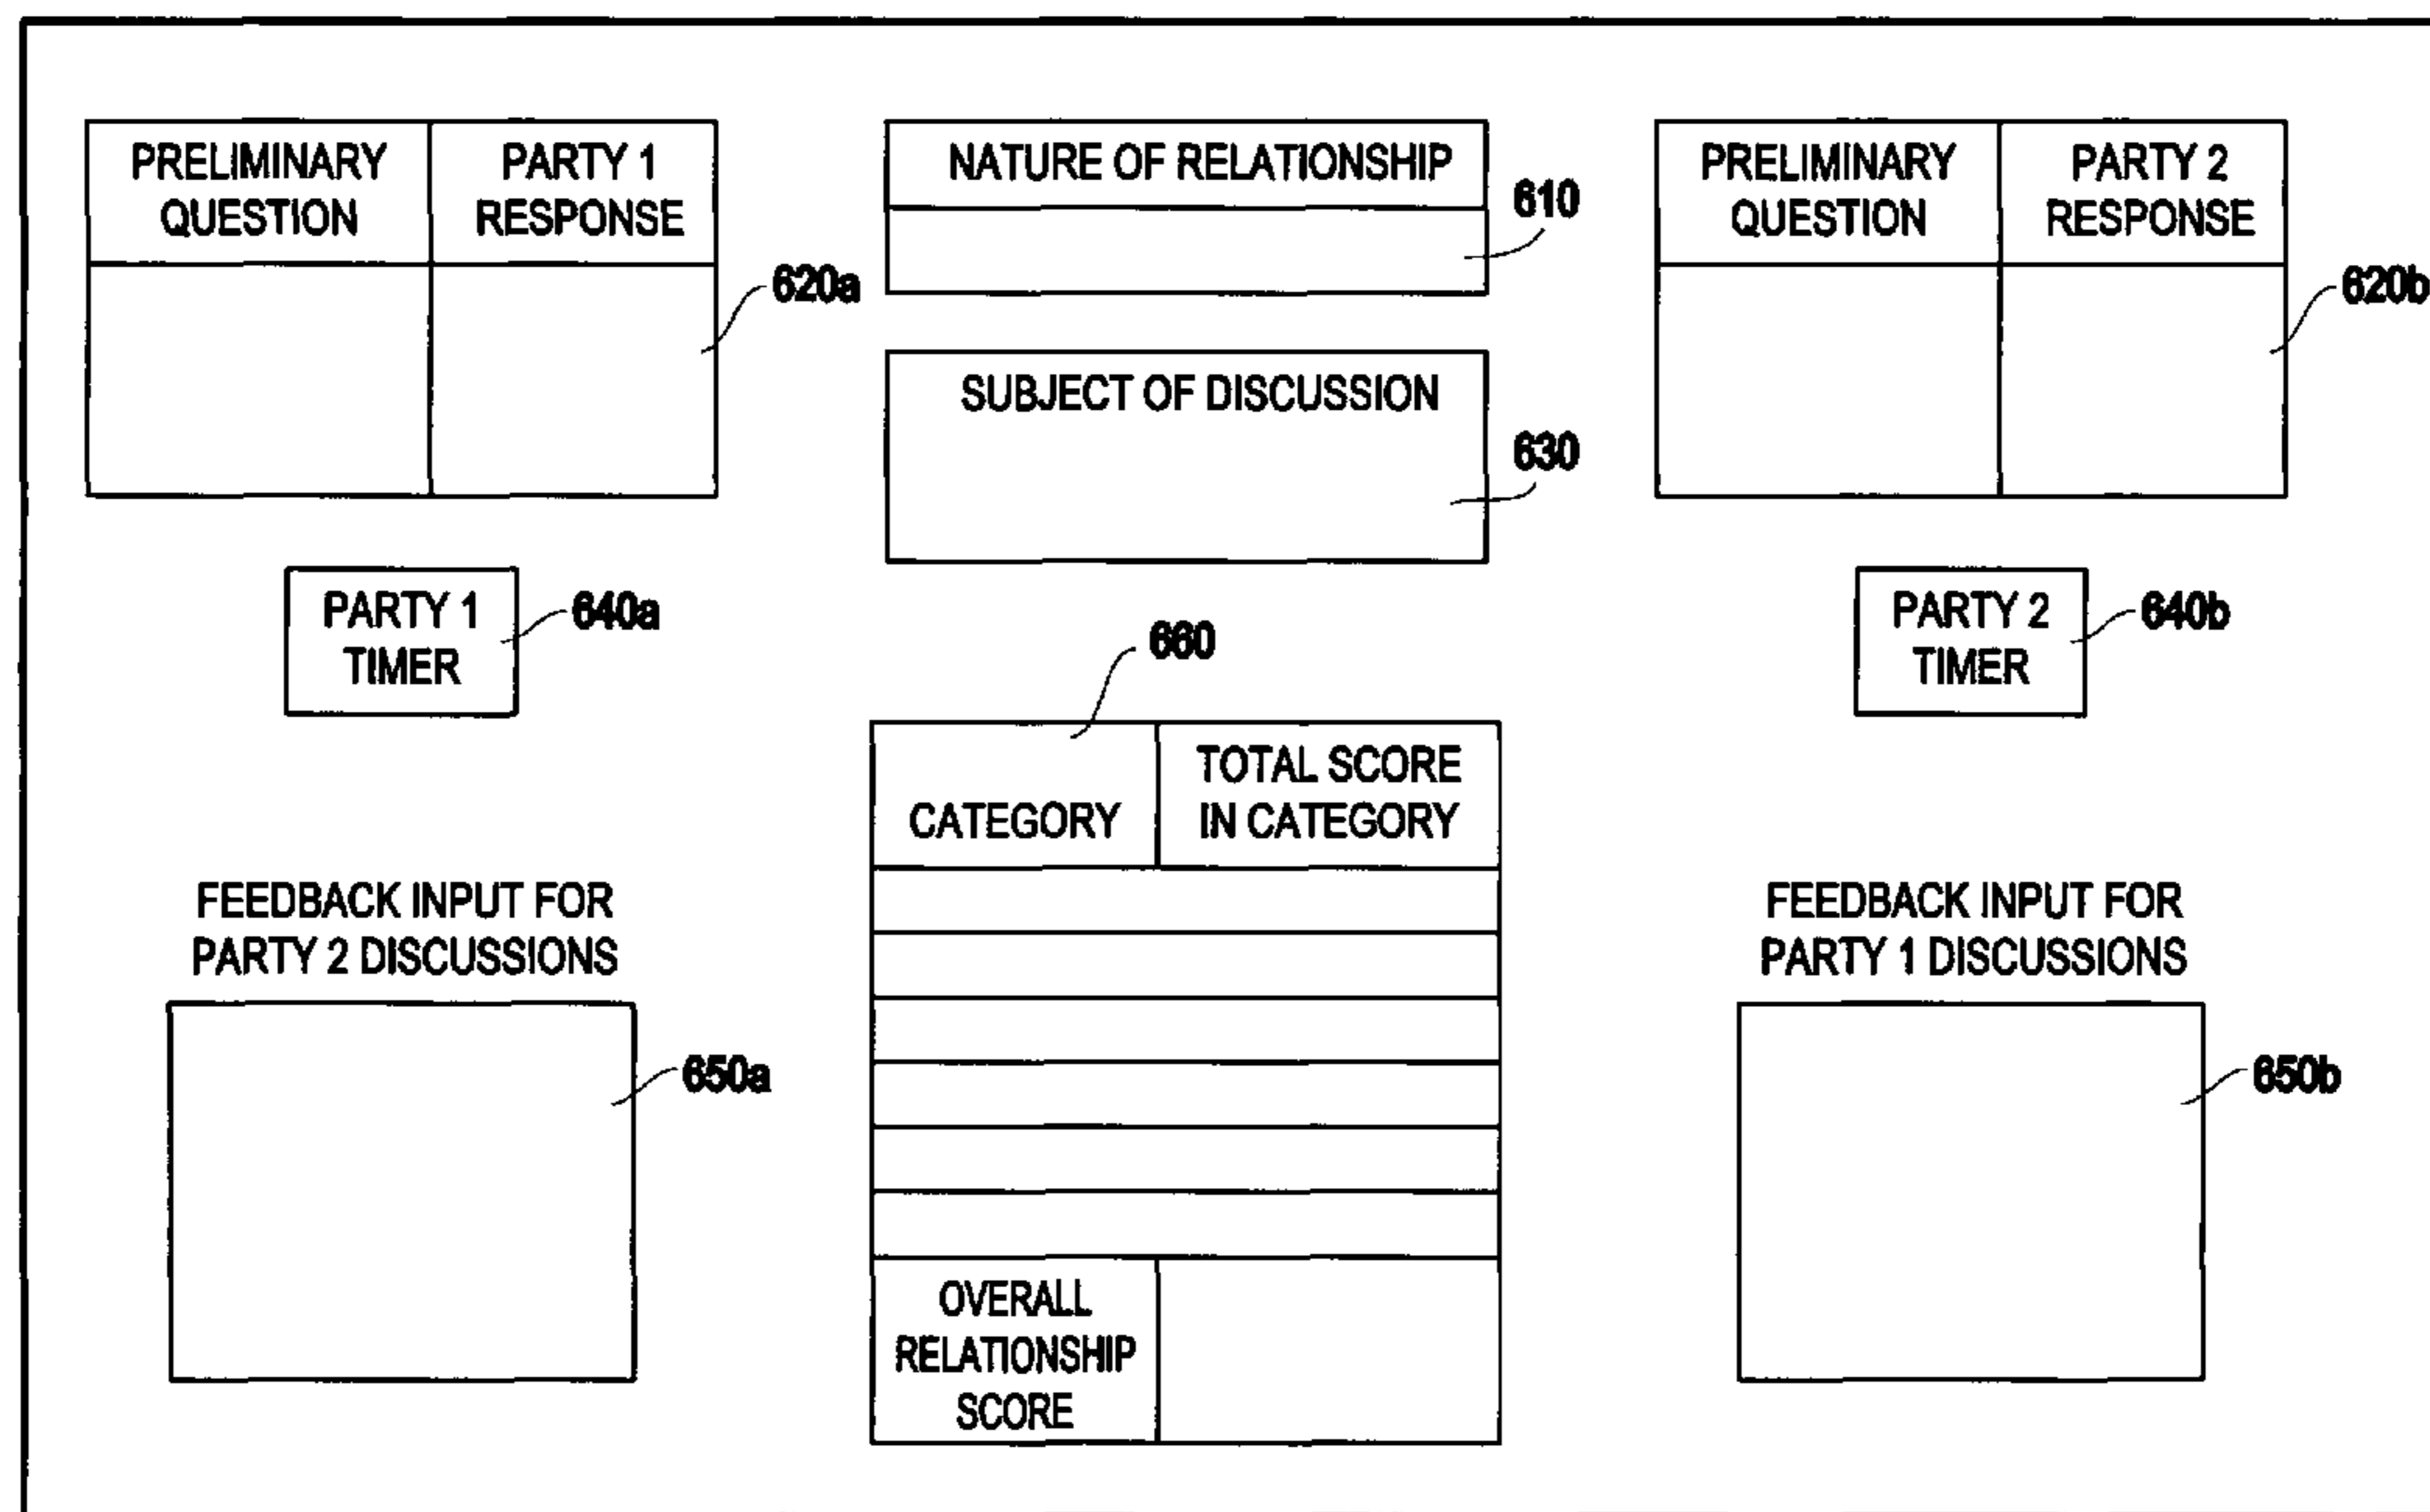 PRELIMINARY
QUESTION
PARTY 1
RESPONSE
620a
NATURE OF RELATIONSHIP
610
SUBJECT OF DISCUSSION
630
PRELIMINARY
QUESTION
PARTY 2
RESPONSE
620b
PARTY 1
TIMER
640a
PARTY 2
TIMER
640b
660
CATEGORY
TOTAL SCORE
IN CATEGORY
OVERALL
RELATIONSHIP
SCORE
FEEDBACK INPUT FOR
PARTY 2 DISCUSSIONS
650a
FEEDBACK INPUT FOR
PARTY 1 DISCUSSIONS
650b